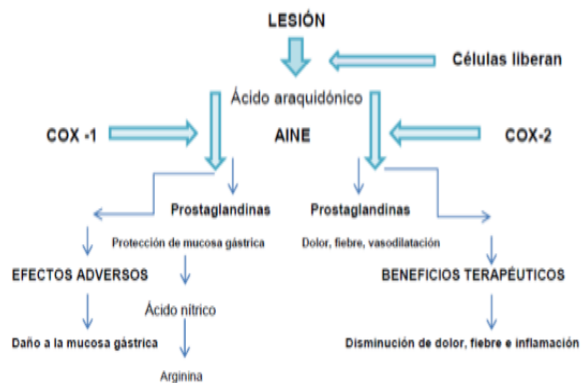 LESIÓN
Células liberan
Ácido araquidónico
COX -1
AINE
COX-2
Prostaglandinas
Prostaglandinas
Protección de mucosa gástrica
Dolor, fiebre, vasodilatación
EFECTOS ADVERSOS
BENEFICIOS TERAPÉUTICOS
Ácido nítrico
Daño a la mucosa gástrica
Disminución de dolor, fiebre e inflamación
Arginina